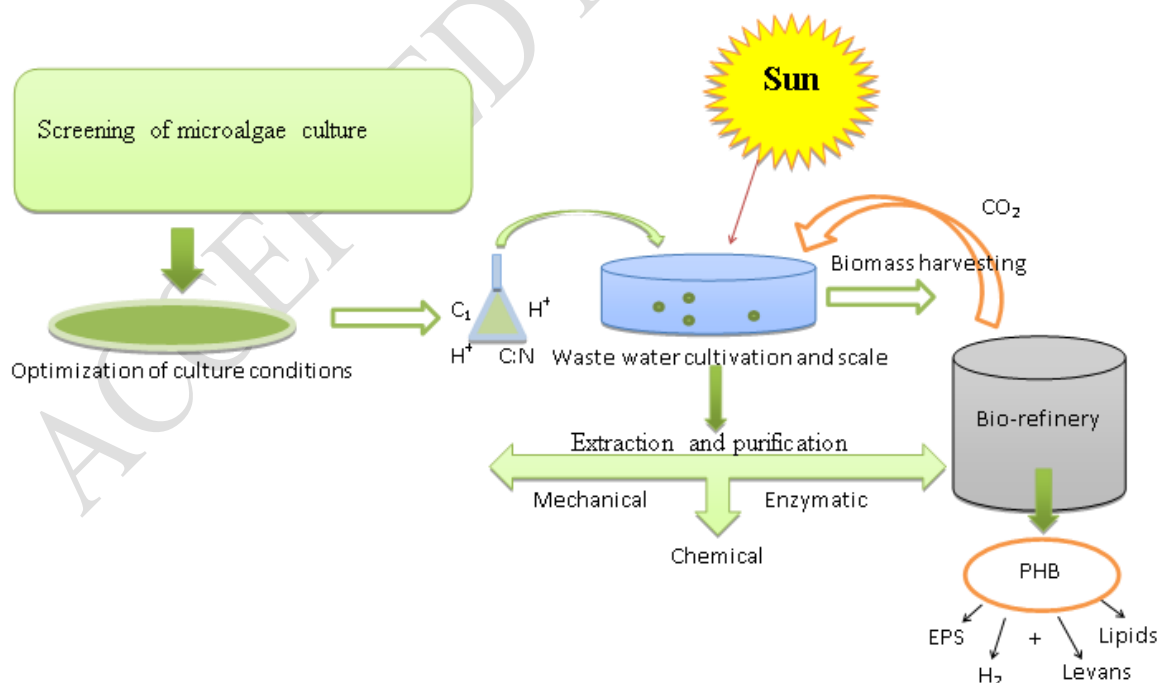 ACCEPTED
Sun
Screening of microalgae culture
CO₂
Biomass harvesting
C₁
H⁺
H⁺
C:N
Optimization of culture conditions
Waste water cultivation and scale
Bio-refinery
Extraction and purification
Mechanical
Enzymatic
Chemical
PHB
EPS
+
Lipids
H₂
Levans